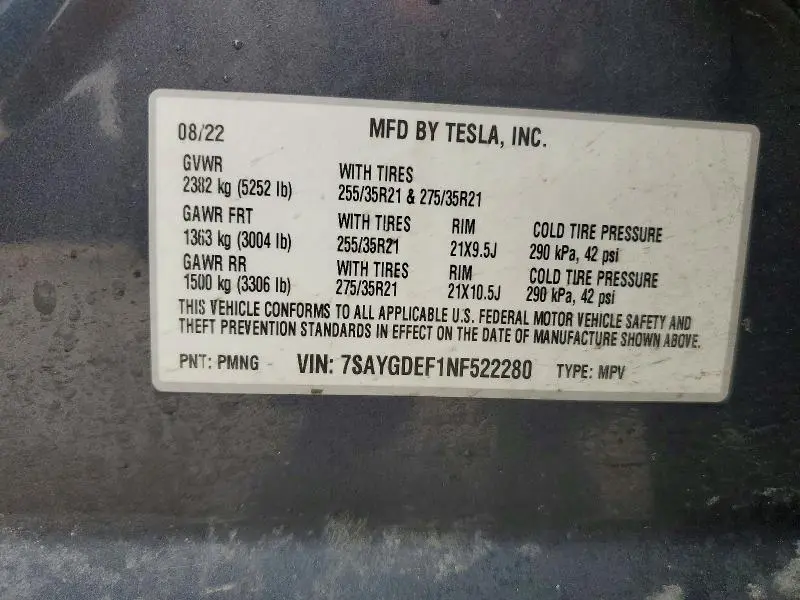 08/22 MFD BY TESLA, INC.
GVWR WITH TIRES
2382 kg (5252 lb) 255/35R21 & 275/35R21
GAWR FRT WITH TIRES RIM COLD TIRE PRESSURE
1363 kg (3004 lb) 255/35R21 21X9.5J 290 kPa, 42 psi
GAWR RR WITH TIRES RIM COLD TIRE PRESSURE
1500 kg (3306 lb) 275/35R21 21X10.5J 290 kPa, 42 psi
THIS VEHICLE CONFORMS TO ALL APPLICABLE U.S. FEDERAL MOTOR VEHICLE SAFETY AND
THEFT PREVENTION STANDARDS IN EFFECT ON THE DATE OF MANUFACTURE SHOWN ABOVE.
PNT: PMNG VIN: 7SAYGDEF1NF522280 TYPE: MPV